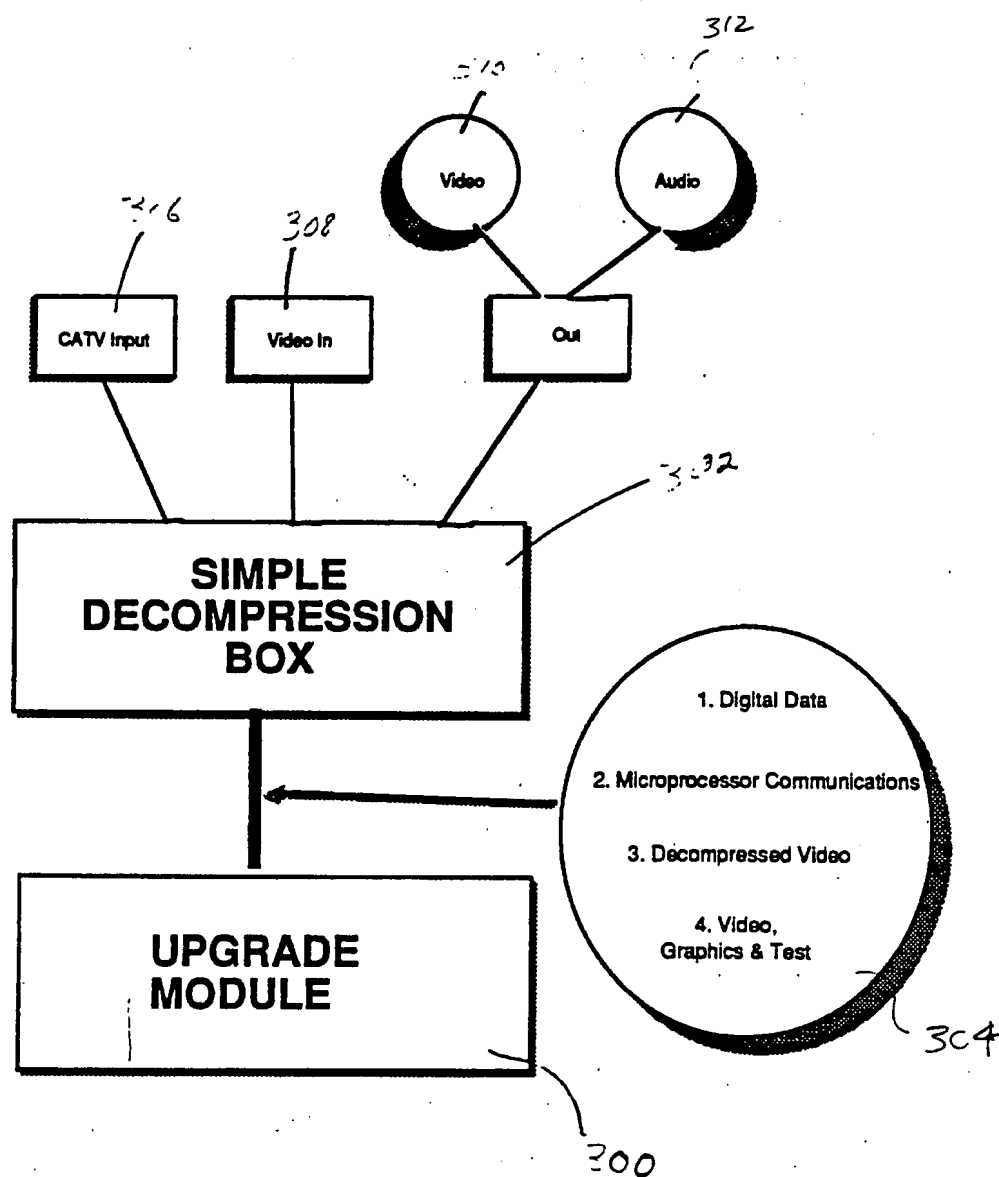 312
308
Video
Audio
CATV Input
Video In
Out
SIMPLE
DECOMPRESSION
BOX
1. Digital Data
2. Microprocessor Communications
3. Decompressed Video
4. Video,
Graphics & Test
UPGRADE
MODULE
304
300